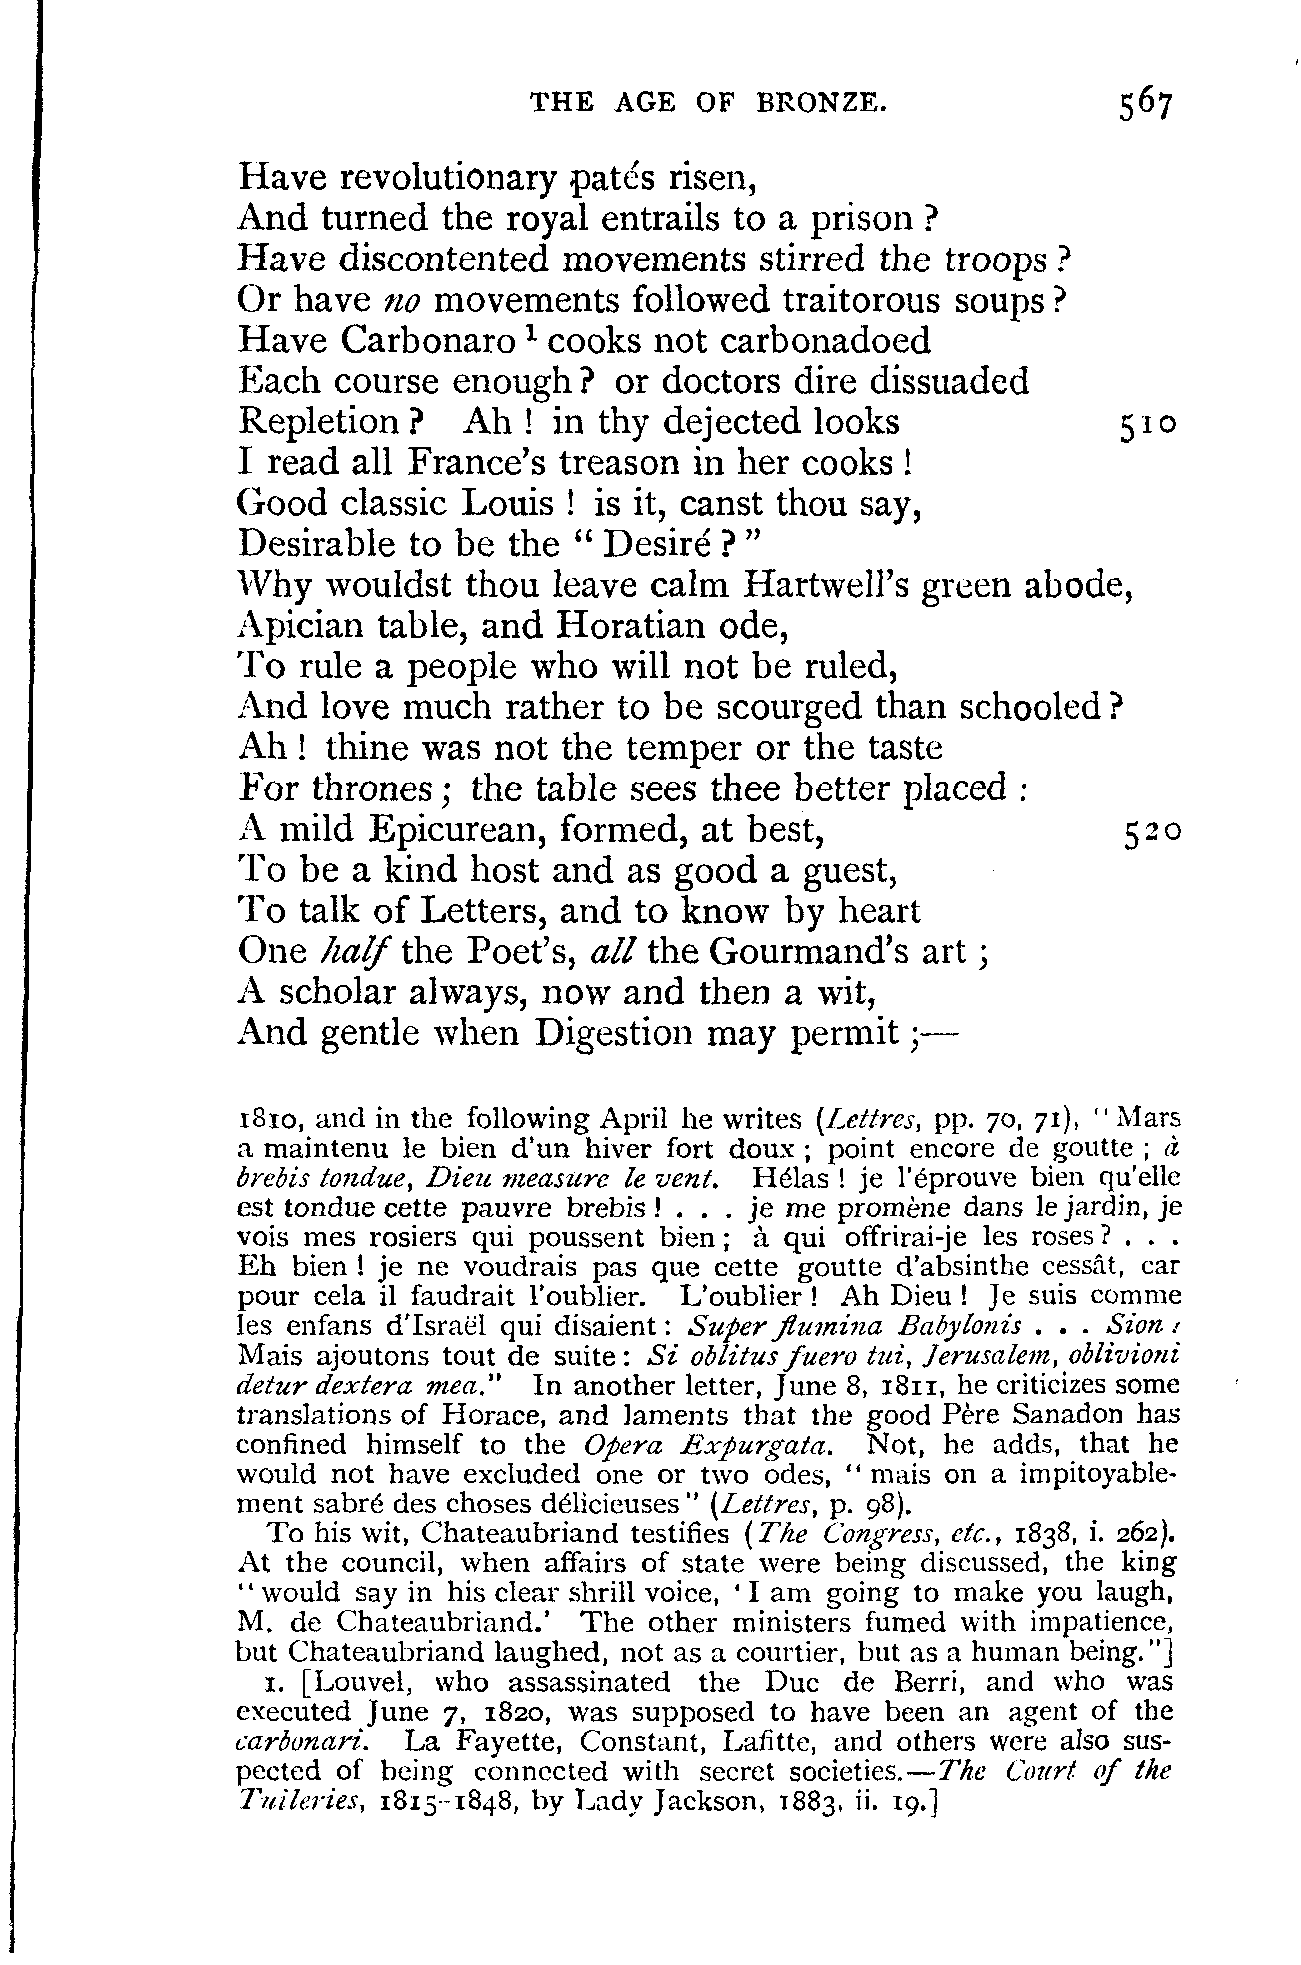 THE AGE OF BRONZE. 567
Have revolutionary patés risen,
And turned the royal entrails to a prison ?
Have discontented movements stirred the troops ?
Or have no movements followed traitorous soups ?
Have Carbonaro ¹ cooks not carbonadoed
Each course enough ? or doctors dire dissuaded
Repletion ? Ah ! in thy dejected looks 510
I read all France's treason in her cooks !
Good classic Louis ! is it, canst thou say,
Desirable to be the " Desiré ? "
Why wouldst thou leave calm Hartwell's green abode,
Apician table, and Horatian ode,
To rule a people who will not be ruled,
And love much rather to be scourged than schooled ?
Ah ! thine was not the temper or the taste
For thrones ; the table sees thee better placed :
A mild Epicurean, formed, at best, 520
To be a kind host and as good a guest,
To talk of Letters, and to know by heart
One half the Poet's, all the Gourmand's art ;
A scholar always, now and then a wit,
And gentle when Digestion may permit ;—
1810, and in the following April he writes (Lettres, pp. 70, 71), " Mars
a maintenu le bien d'un hiver fort doux ; point encore de goutte ; à
brebis tondue, Dieu measure le vent. Hélas ! je l'éprouve bien qu'elle
est tondue cette pauvre brebis ! . . . je me promène dans le jardin, je
vois mes rosiers qui poussent bien ; à qui offrirai-je les roses ? . . .
Eh bien ! je ne voudrais pas que cette goutte d'absinthe cessât, car
pour cela il faudrait l'oublier. L'oublier ! Ah Dieu ! Je suis comme
les enfans d'Israël qui disaient : Super flumina Babylonis . . . Sion :
Mais ajoutons tout de suite : Si oblitus fuero tui, Jerusalem, oblivioni
detur dextera mea." In another letter, June 8, 1811, he criticizes some
translations of Horace, and laments that the good Père Sanadon has
confined himself to the Opera Expurgata. Not, he adds, that he
would not have excluded one or two odes, " mais on a impitoyable-
ment sabré des choses délicieuses " (Lettres, p. 98).
To his wit, Chateaubriand testifies (The Congress, etc., 1838, i. 262).
At the council, when affairs of state were being discussed, the king
" would say in his clear shrill voice, ' I am going to make you laugh,
M. de Chateaubriand.' The other ministers fumed with impatience,
but Chateaubriand laughed, not as a courtier, but as a human being."]
1. [Louvel, who assassinated the Duc de Berri, and who was
executed June 7, 1820, was supposed to have been an agent of the
carbonari. La Fayette, Constant, Lafitte, and others were also sus-
pected of being connected with secret societies.—The Court of the
Tuileries, 1815-1848, by Lady Jackson, 1883, ii. 19.]